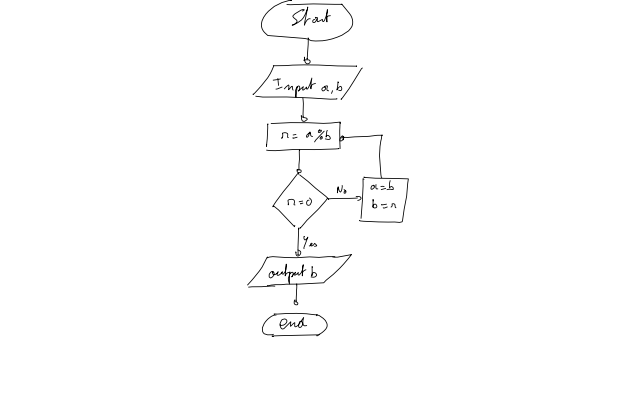 Start
Input a,b
r = a%b
r=0
No
a=b
b=r
Yes
output b
end